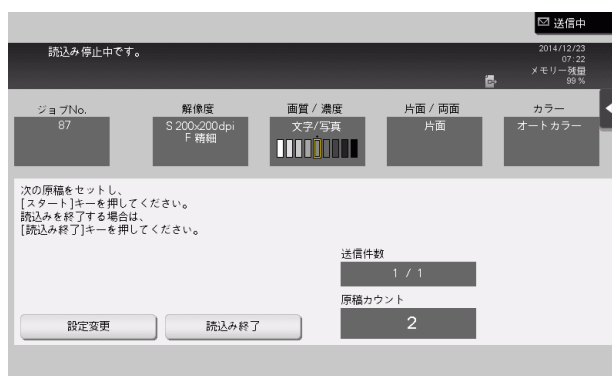 送信中
読込み停止中です。
2014/12/23
07:22
メモリー残量
99 %
ジョブNo.
87
解像度
S 200x200dpi
F 精細
画質 / 濃度
文字/写真
片面 / 両面
片面
カラー
オートカラー
次の原稿をセットし、
[スタート]キーを押してください。
読込みを終了する場合は、
[読込み終了]キーを押してください。
送信件数
1 / 1
原稿カウント
2
設定変更
読込み終了